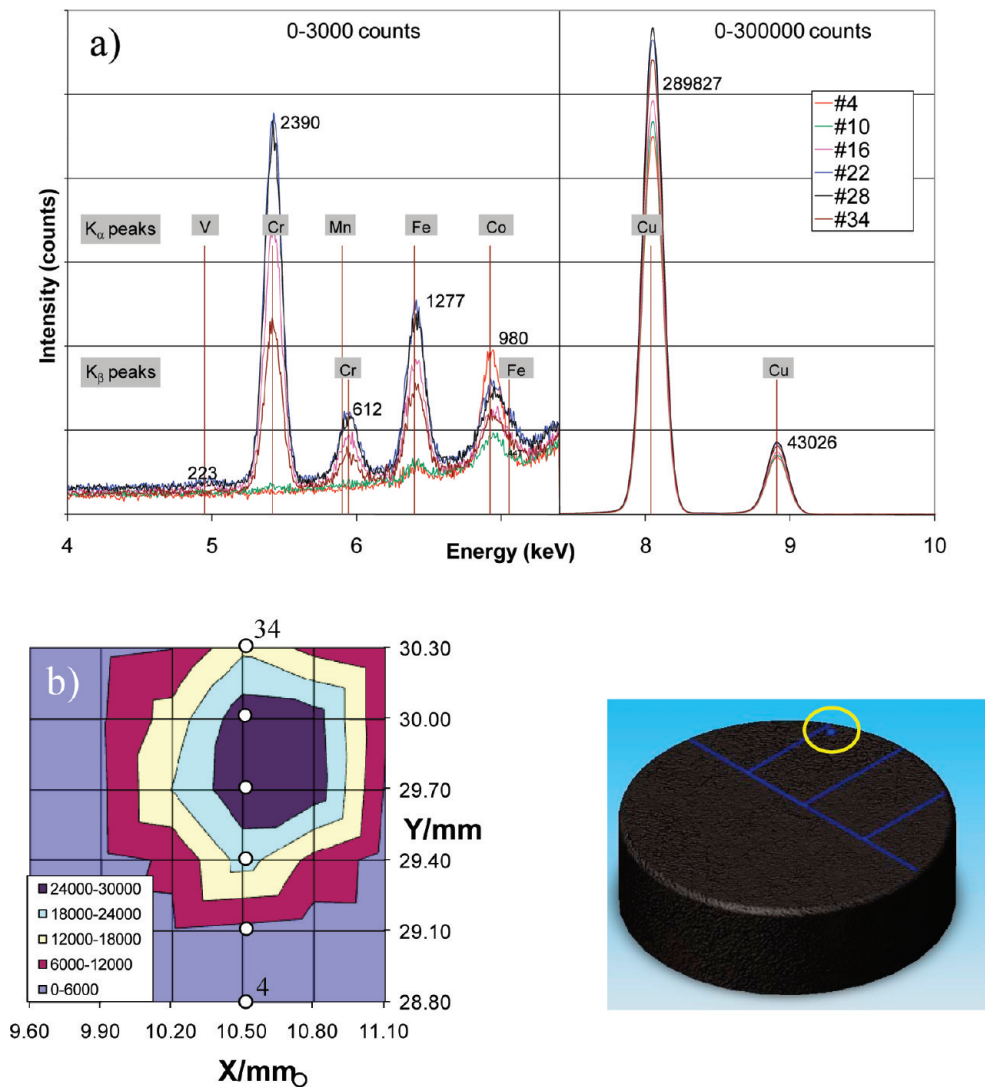 a)
0-3000 counts
0-300000 counts
289827
#4
#10
#16
#22
#28
#34
2390
Kα peaks
V
Cr
Mn
Fe
Co
Cu
1277
980
Kβ peaks
Cr
Fe
Cu
612
223
43026
Intensity (counts)
4 5 6 7 8 9 10
Energy (keV)
34
b)
30.30
30.00
29.70
Y/mm
29.40
29.10
28.80
24000-30000
18000-24000
12000-18000
6000-12000
0-6000
4
9.60 9.90 10.20 10.50 10.80 11.10
X/mm